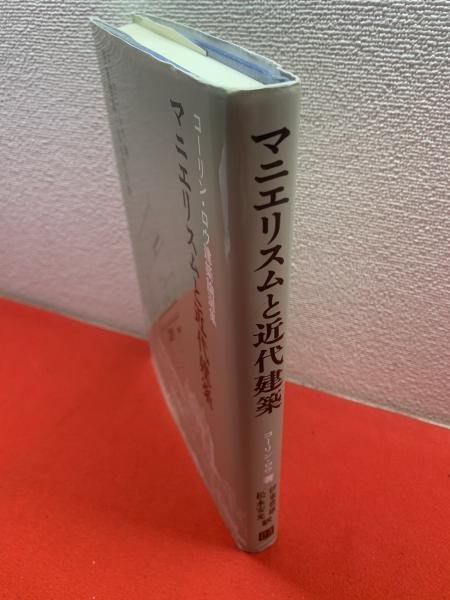 コーリン・ロウ建築論選集
マニエリスムと近代建築
マニエリスムと近代建築
コーリン・ロウ 著
伊東豊雄
松永安光 訳